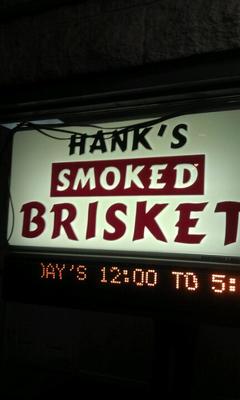 HANK'S
SMOKED
BRISKET
DAY'S 12:00 TO 5: